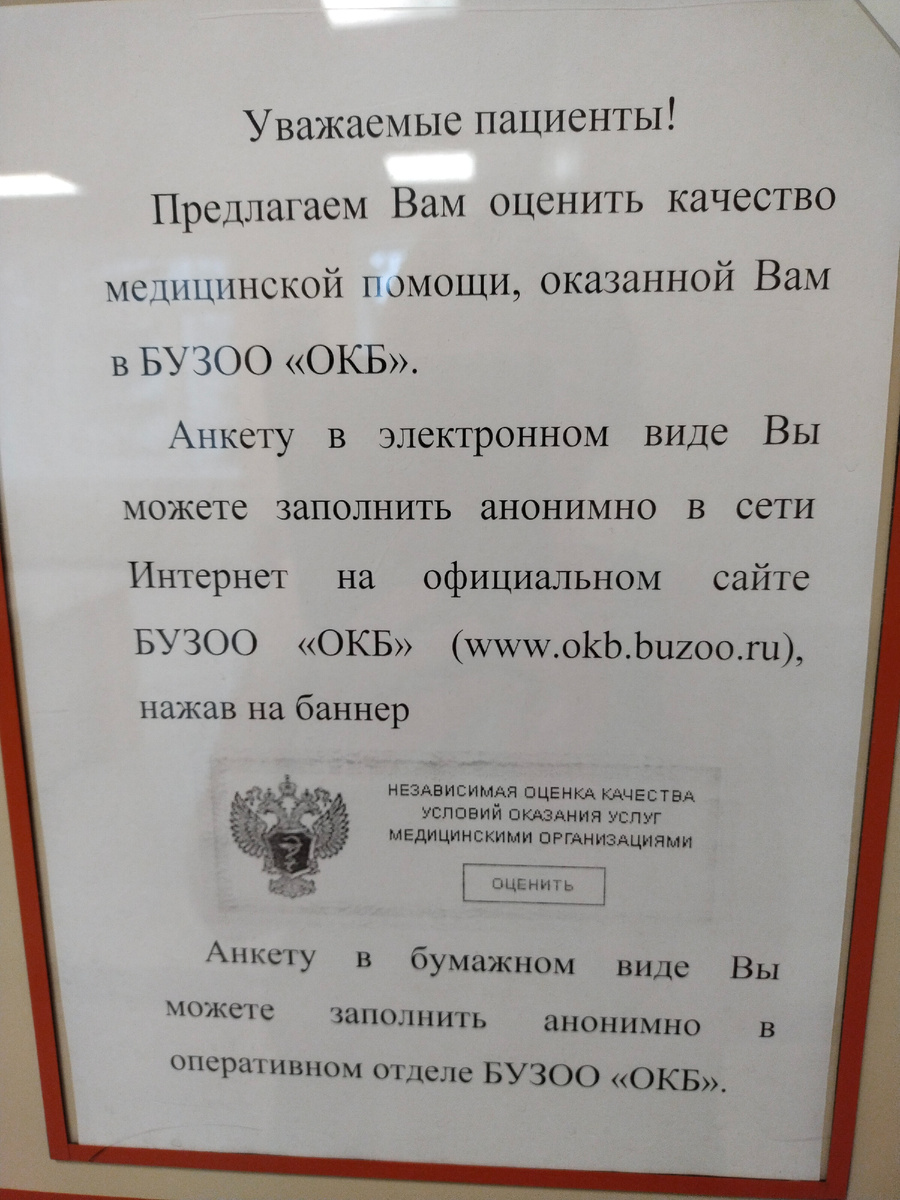 Уважаемые пациенты!
Предлагаем Вам оценить качество
медицинской помощи, оказанной Вам
в БУЗОО «ОКБ».
Анкету в электронном виде Вы
можете заполнить анонимно в сети
Интернет на официальном сайте
БУЗОО «ОКБ» (www.okb.buzoo.ru),
нажав на баннер
НЕЗАВИСИМАЯ ОЦЕНКА КАЧЕСТВА
УСЛОВИЙ ОКАЗАНИЯ УСЛУГ
МЕДИЦИНСКИМИ ОРГАНИЗАЦИЯМИ
ОЦЕНИТЬ
Анкету в бумажном виде Вы
можете заполнить анонимно в
оперативном отделе БУЗОО «ОКБ».